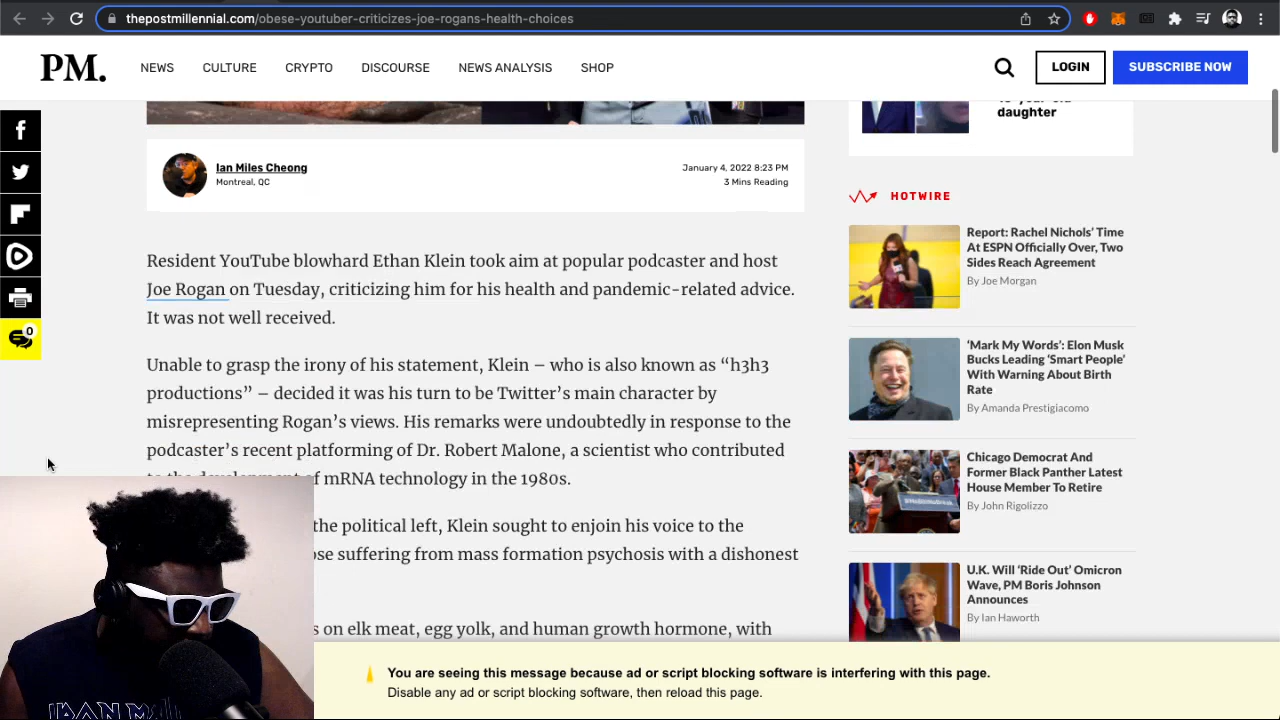 thepostmillennial.com/obese-youtuber-criticizes-joe-rogans-health-choices
PM.
NEWS
CULTURE
CRYPTO
DISCOURSE
NEWS ANALYSIS
SHOP
LOGIN
SUBSCRIBE NOW
daughter
Ian Miles Cheong
Montreal, QC
January 4, 2022 8:23 PM
3 Mins Reading
HOTWIRE
0
Resident YouTube blowhard Ethan Klein took aim at popular podcaster and host
Joe Rogan on Tuesday, criticizing him for his health and pandemic-related advice.
It was not well received.
Unable to grasp the irony of his statement, Klein – who is also known as “h3h3
productions” – decided it was his turn to be Twitter’s main character by
misrepresenting Rogan’s views. His remarks were undoubtedly in response to the
podcaster’s recent platforming of Dr. Robert Malone, a scientist who contributed
of mRNA technology in the 1980s.
the political left, Klein sought to enjoin his voice to the
suffering from mass formation psychosis with a dishonest
on elk meat, egg yolk, and human growth hormone, with
Report: Rachel Nichols’ Time
At ESPN Officially Over, Two
Sides Reach Agreement
By Joe Morgan
‘Mark My Words’: Elon Musk
Bucks Leading ‘Smart People’
With Warning About Birth
Rate
By Amanda Prestigiacomo
Chicago Democrat And
Former Black Panther Latest
House Member To Retire
By John Rigolizzo
U.K. Will ‘Ride Out’ Omicron
Wave, PM Boris Johnson
Announces
By Ian Haworth
You are seeing this message because ad or script blocking software is interfering with this page.
Disable any ad or script blocking software, then reload this page.
IRON MAIDEN